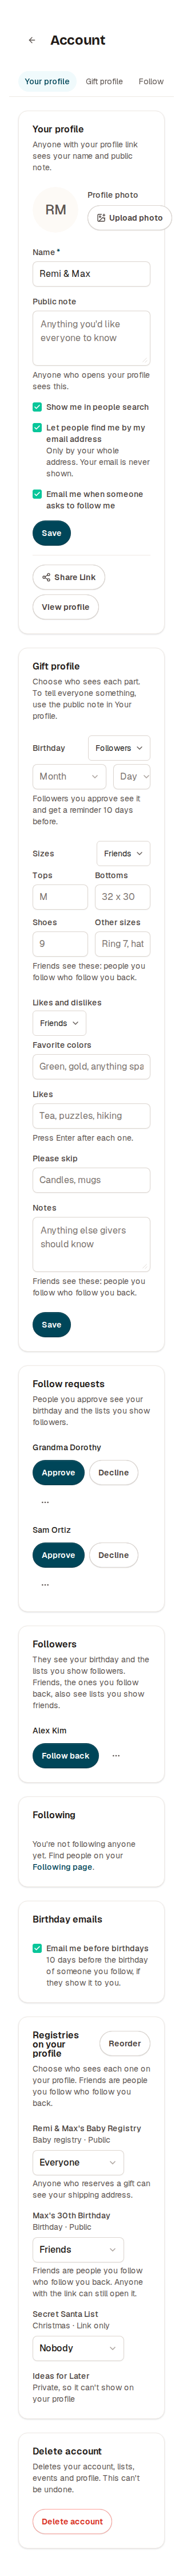 Account
Your profile
Gift profile
Follow
Your profile
Anyone with your profile link
sees your name and public
note.
RM
Profile photo
Upload photo
Name *
Remi & Max
Public note
Anything you'd like
everyone to know
Anyone who opens your profile
sees this.
Show me in people search
Let people find me by my
email address
Only by your whole
address. Your email is never
shown.
Email me when someone
asks to follow me
Save
Share Link
View profile
Gift profile
Choose who sees each part.
To tell everyone something,
use the public note in Your
profile.
Birthday
Followers
Month
Day
Followers you approve see it
and get a reminder 10 days
before.
Sizes
Friends
Tops
Bottoms
M
32 x 30
Shoes
Other sizes
9
Ring 7, hat
Friends see these: people you
follow who follow you back.
Likes and dislikes
Friends
Favorite colors
Green, gold, anything spa
Likes
Tea, puzzles, hiking
Press Enter after each one.
Please skip
Candles, mugs
Notes
Anything else givers
should know
Friends see these: people you
follow who follow you back.
Save
Follow requests
People you approve see your
birthday and the lists you show
followers.
Grandma Dorothy
Approve
Decline
...
Sam Ortiz
Approve
Decline
...
Followers
They see your birthday and the
lists you show followers.
Friends, the ones you follow
back, also see lists you show
friends.
Alex Kim
Follow back
...
Following
You're not following anyone
yet. Find people on your
Following page.
Birthday emails
Email me before birthdays
10 days before the birthday
of someone you follow, if
they show it to you.
Registries
on your
profile
Reorder
Choose who sees each one on
your profile. Friends are people
you follow who follow you
back.
Remi & Max's Baby Registry
Baby registry · Public
Everyone
Anyone who reserves a gift can
see your shipping address.
Max's 30th Birthday
Birthday · Public
Friends
Friends are people you follow
who follow you back. Anyone
with the link can still open it.
Secret Santa List
Christmas · Link only
Nobody
Ideas for Later
Private, so it can't show on
your profile
Delete account
Deletes your account, lists,
events and profile. This can't
be undone.
Delete account